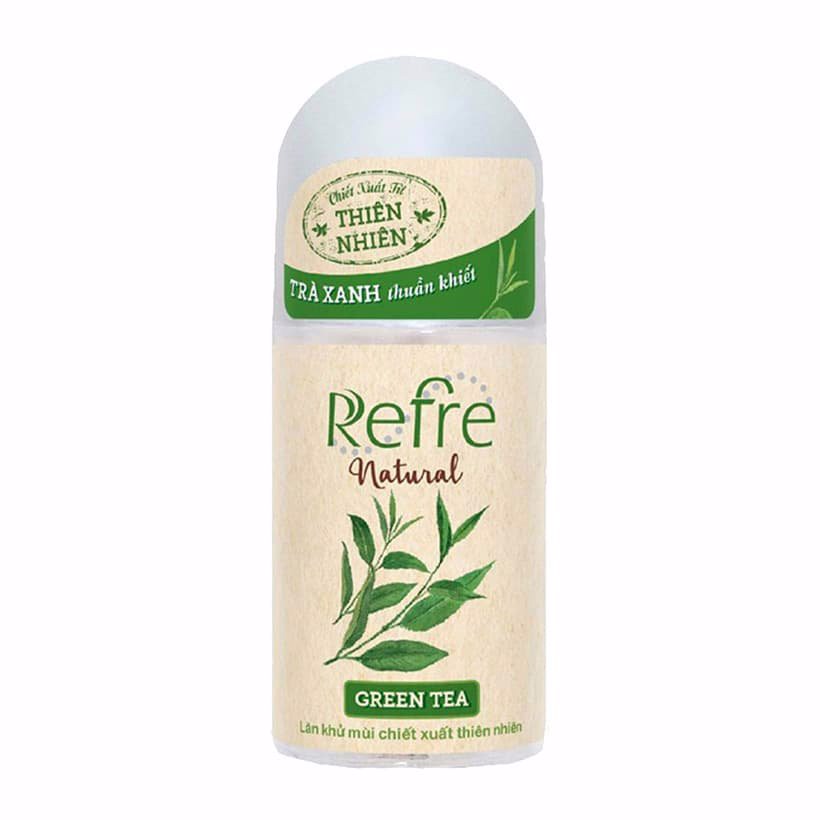 Chiết Xuất Từ
THIÊN
NHIÊN
TRÀ XANH thuần khiết
Refre
Natural
GREEN TEA
Lăn khử mùi chiết xuất thiên nhiên